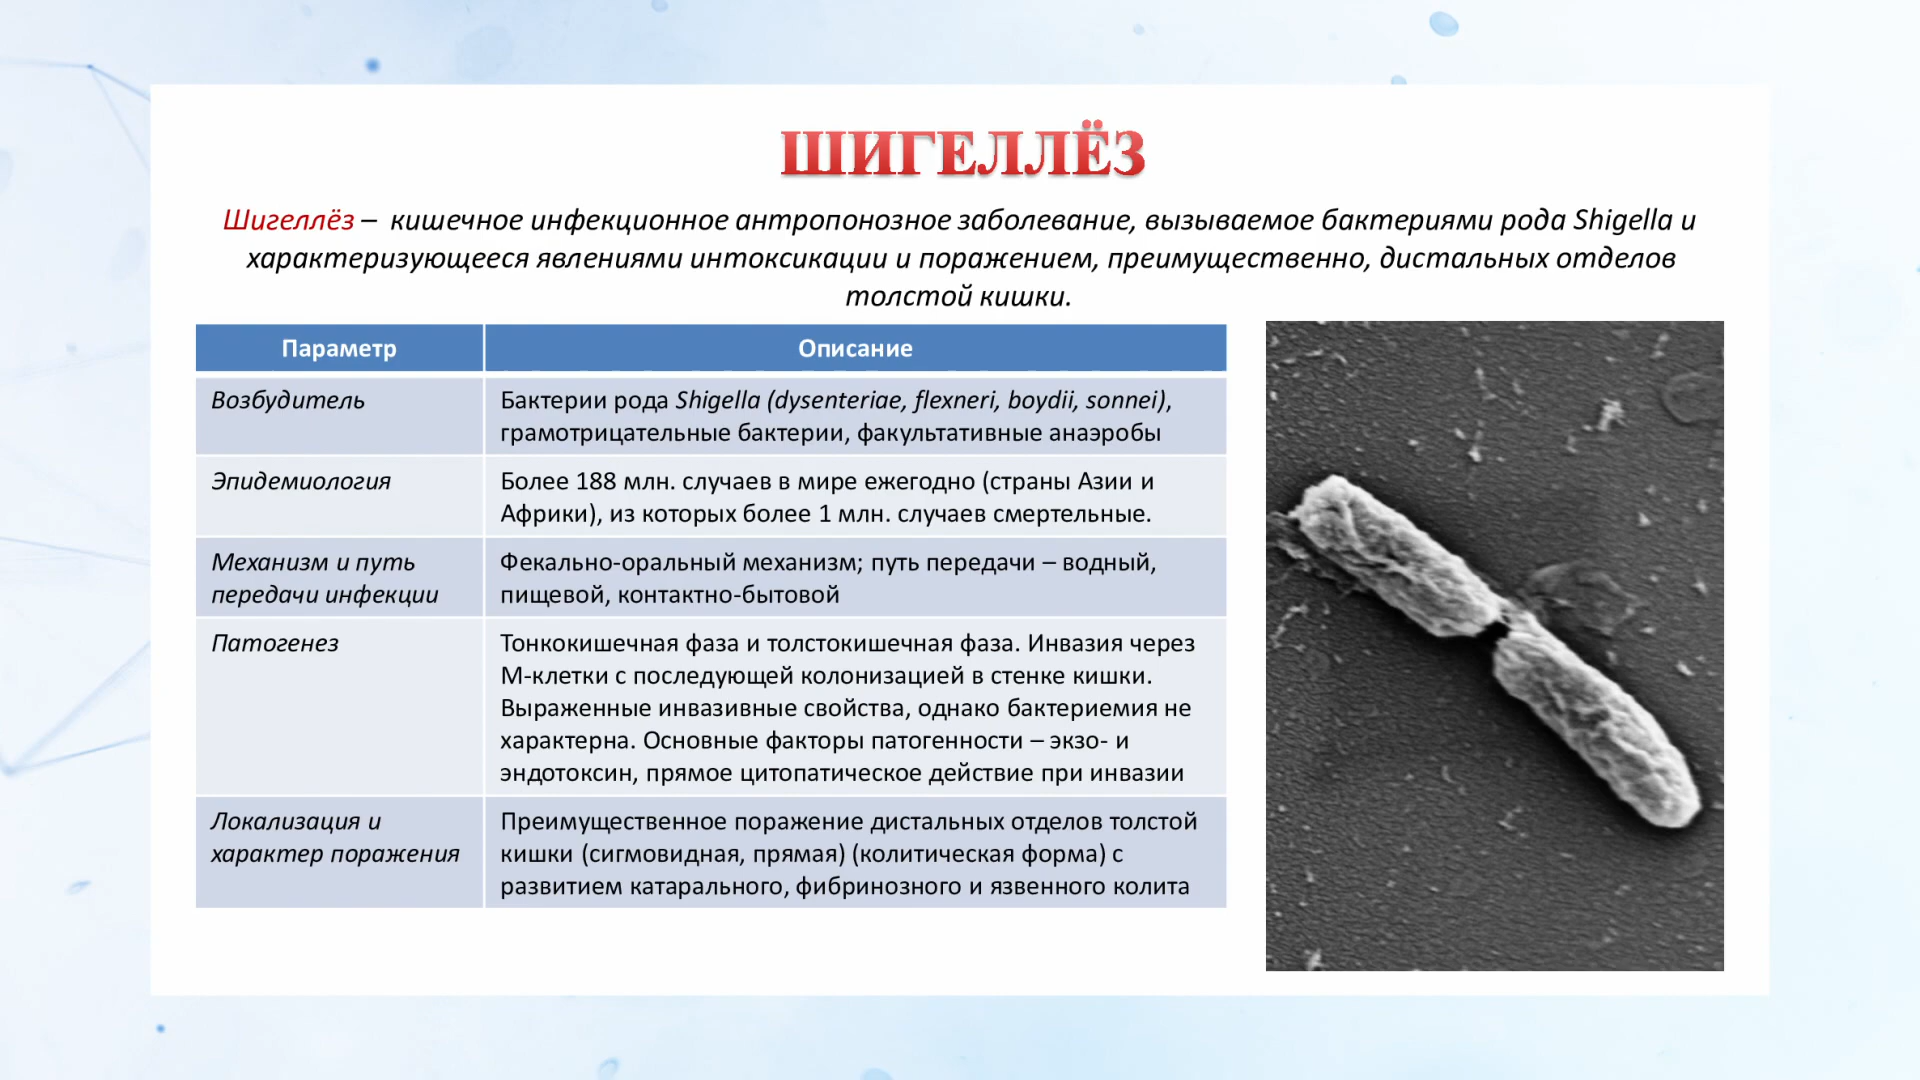 ШИГЕЛЛЁЗ
Шигеллёз – кишечное инфекционное антропонозное заболевание, вызываемое бактериями рода Shigella и
характеризующееся явлениями интоксикации и поражением, преимущественно, дистальных отделов
толстой кишки.
Параметр Описание
Возбудитель Бактерии рода Shigella (dysenteriae, flexneri, boydii, sonnei),
грамотрицательные бактерии, факультативные анаэробы
Эпидемиология Более 188 млн. случаев в мире ежегодно (страны Азии и
Африки), из которых более 1 млн. случаев смертельные.
Механизм и путь Фекально-оральный механизм; путь передачи – водный,
передачи инфекции пищевой, контактно-бытовой
Патогенез Тонкокишечная фаза и толстокишечная фаза. Инвазия через
М-клетки с последующей колонизацией в стенке кишки.
Выраженные инвазивные свойства, однако бактериемия не
характерна. Основные факторы патогенности – экзо- и
эндотоксин, прямое цитопатическое действие при инвазии
Локализация и Преимущественное поражение дистальных отделов толстой
характер поражения кишки (сигмовидная, прямая) (колитическая форма) с
развитием катарального, фибринозного и язвенного колита